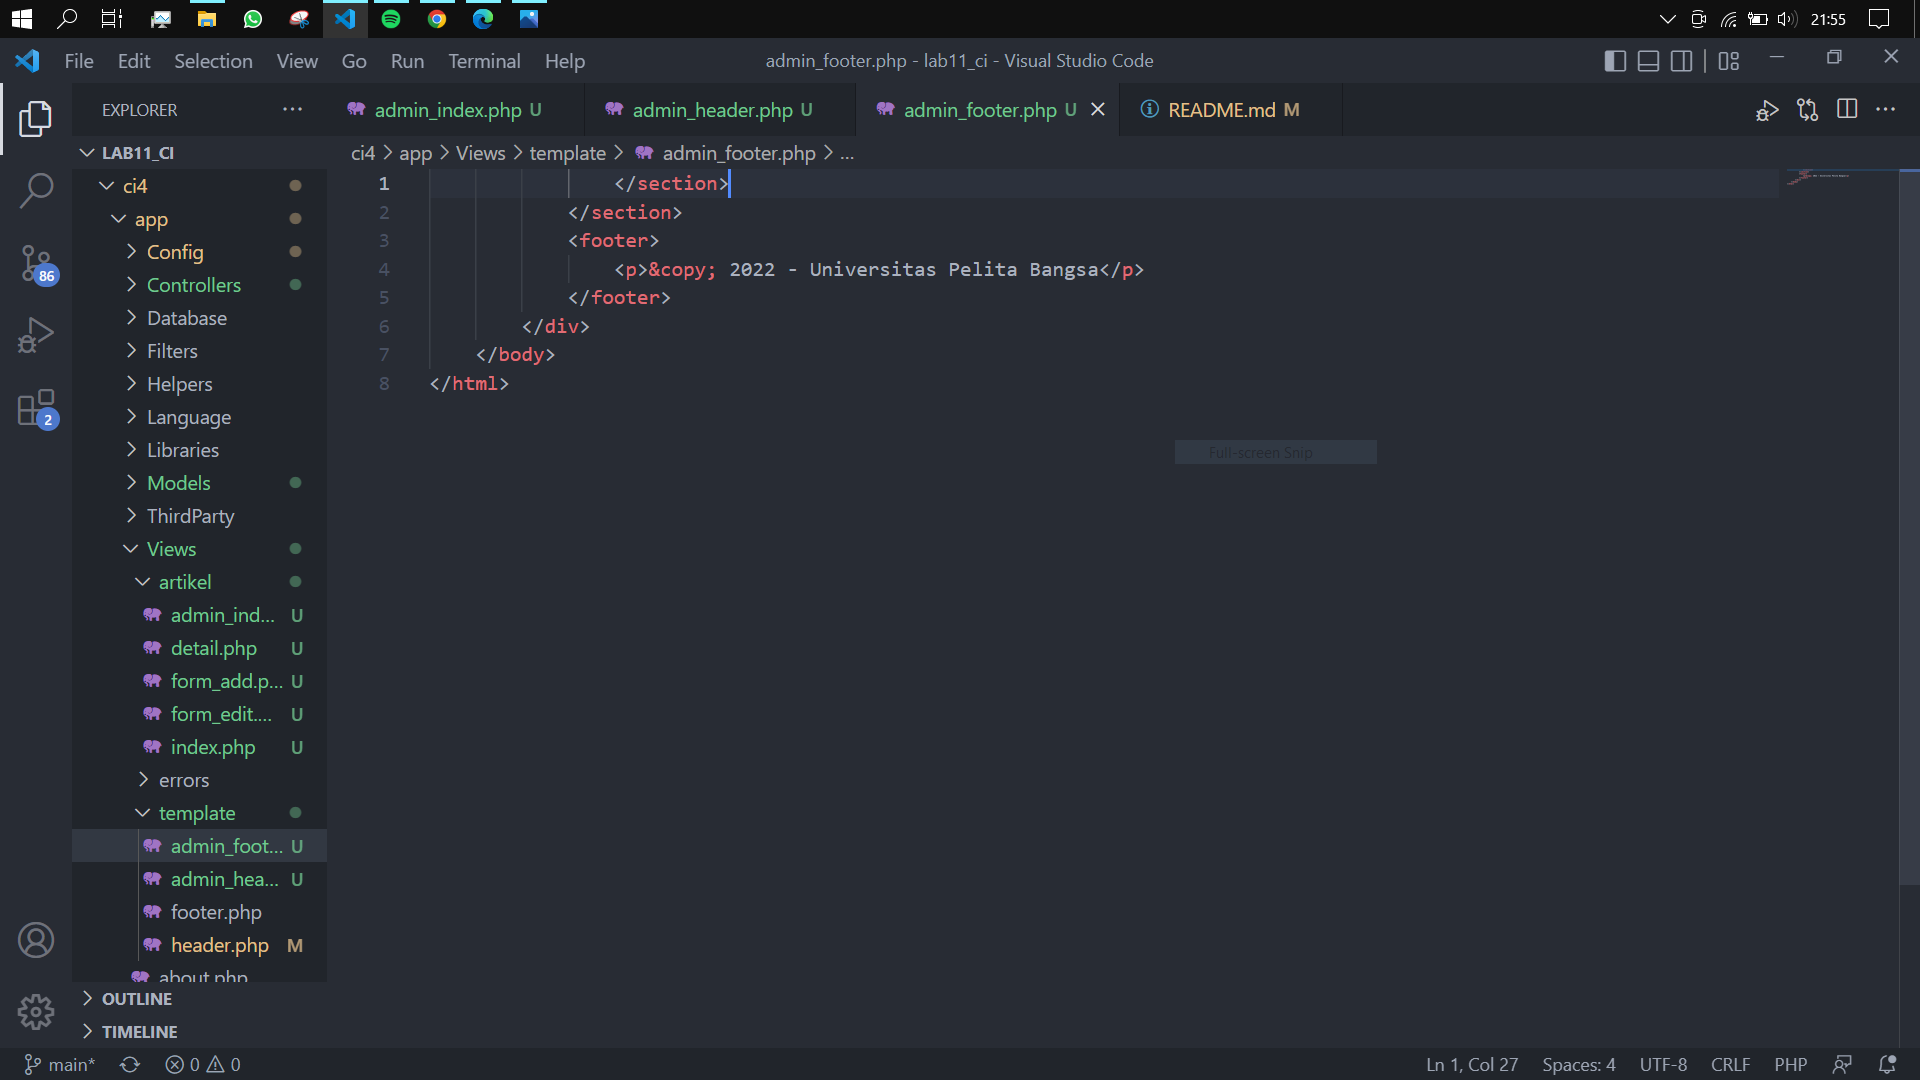 21:55
File Edit Selection View Go Run Terminal Help
admin_footer.php - lab11_ci - Visual Studio Code
EXPLORER
admin_index.php U
admin_header.php U
admin_footer.php U
README.md M
LAB11_CI
ci4 > app > Views > template > admin_footer.php > ...
ci4
app
Config
Controllers
Database
Filters
Helpers
Language
Libraries
Models
ThirdParty
Views
artikel
admin_ind... U
detail.php U
form_add.p... U
form_edit.... U
index.php U
errors
template
admin_foot... U
admin_hea... U
footer.php
header.php M
about.php
OUTLINE
TIMELINE
86
2
1 </section>
2 </section>
3 <footer>
4 <p>&copy; 2022 - Universitas Pelita Bangsa</p>
5 </footer>
6 </div>
7 </body>
8 </html>
Full-screen Snip
main* 0 0
Ln 1, Col 27 Spaces: 4 UTF-8 CRLF PHP